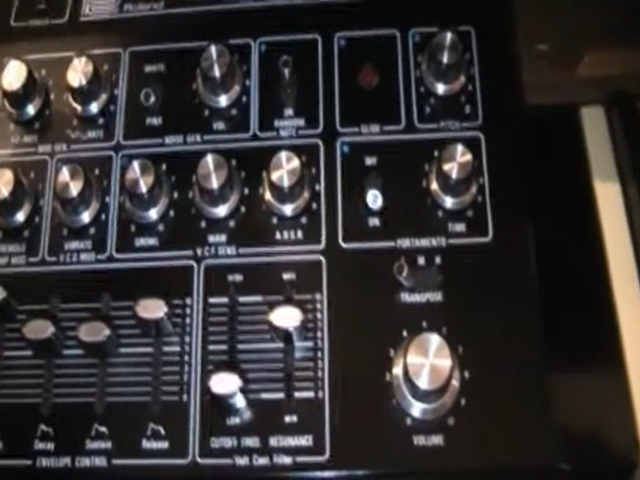 Roland
WHITE
PINK
VOL
NOISE GEN
ON
RANDOM
NOTE
GLIDE
PITCH
GROWL
WAH
A.D.S.R
V.C.F SENS
VIBRATO
V.C.O MOD
OFF
ON
TIME
PORTAMENTO
M H
TRANSPOSE
VOLUME
Decay
Sustain
Release
ENVELOPE CONTROL
HIGH
MAX
LOW
MIN
CUTOFF FREQ. RESONANCE
Volt. Cont. Filter